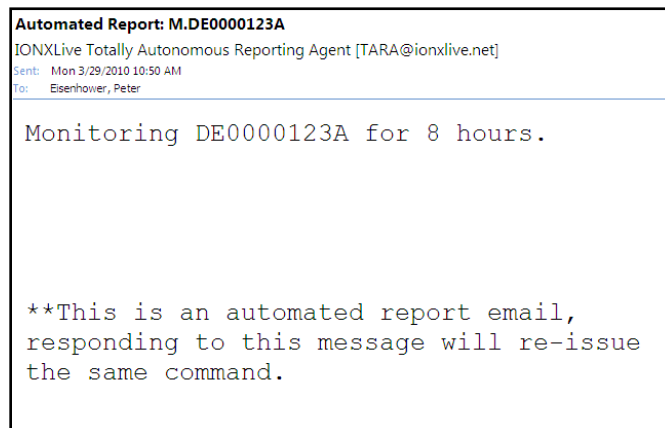 Automated Report: M.DE0000123A
IONXLive Totally Autonomous Reporting Agent [TARA@ionxlive.net]
Sent: Mon 3/29/2010 10:50 AM
To: Eisenhower, Peter
Monitoring DE0000123A for 8 hours.
**This is an automated report email,
responding to this message will re-issue
the same command.